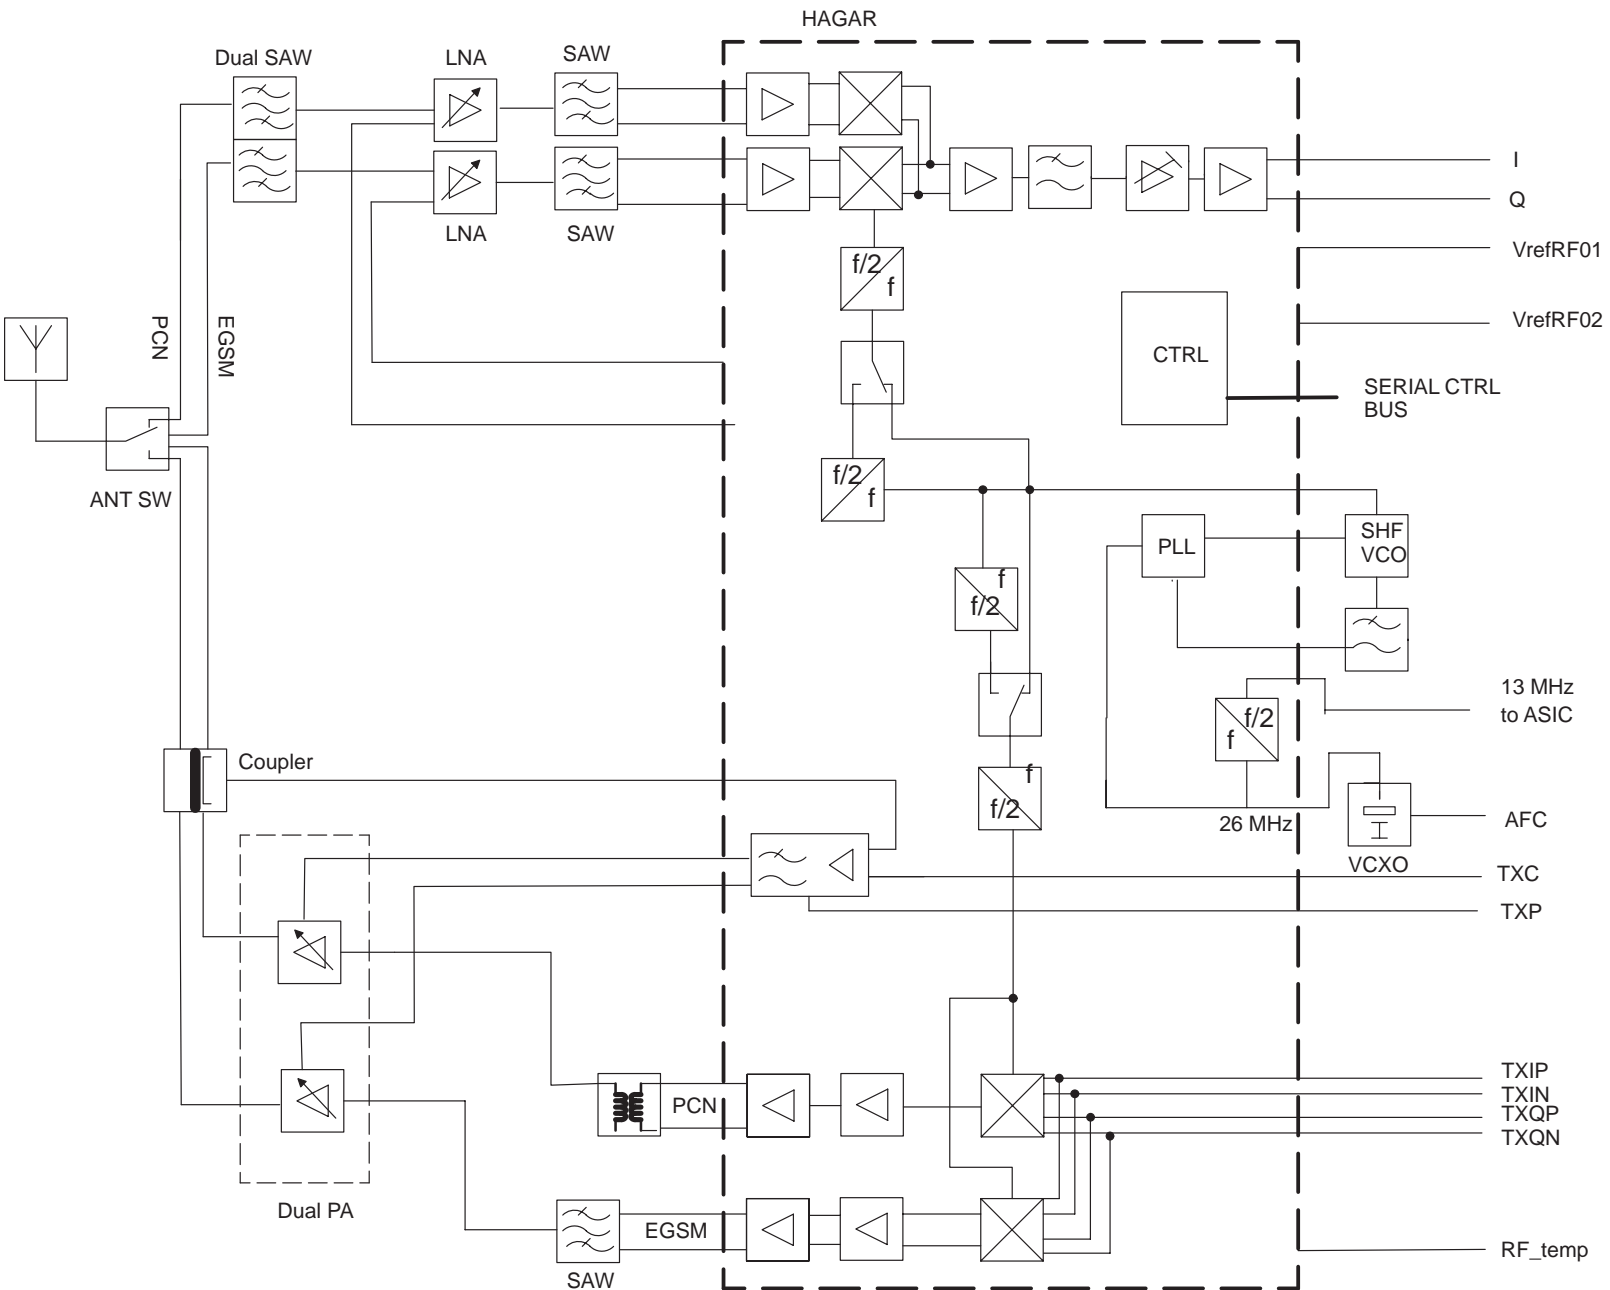 HAGAR
Dual SAW
LNA
SAW
LNA
SAW
I
Q
VrefRF01
VrefRF02
PCN
EGSM
f/2
f
CTRL
SERIAL CTRL
BUS
ANT SW
f/2
f
PLL
SHF
VCO
f
f/2
13 MHz
to ASIC
f/2
f
Coupler
f
f/2
26 MHz
AFC
VCXO
TXC
TXP
TXIP
TXIN
TXQP
TXQN
PCN
Dual PA
EGSM
SAW
RF_temp